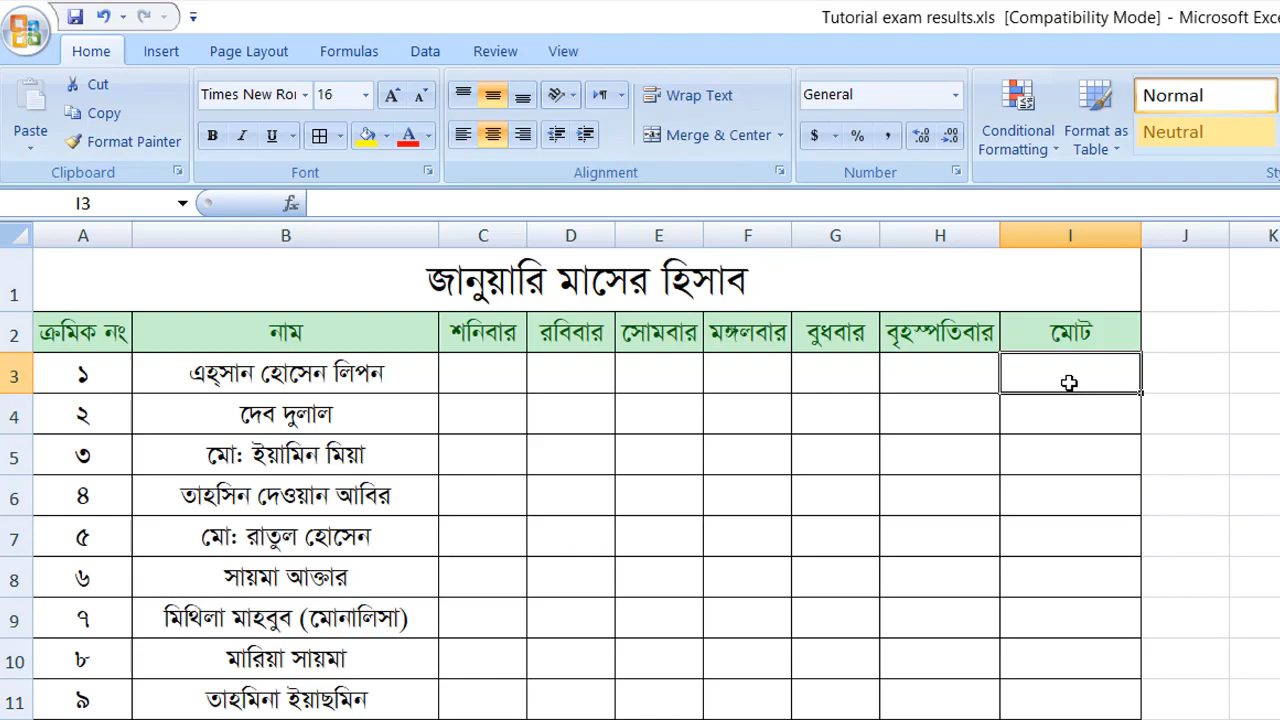 Tutorial exam results.xls [Compatibility Mode] - Microsoft Exce
Home Insert Page Layout Formulas Data Review View
Paste Cut Copy Format Painter
Times New Ror 16
B I U A
Wrap Text
Merge & Center
General
$ % ,
Conditional Formatting
Format as Table
Normal
Neutral
Clipboard Font Alignment Number Sty
I3 fx
A B C D E F G H I J K
1 জানুয়ারি মাসের হিসাব
2 ক্রমিক নং নাম শনিবার রবিবার সোমবার মঙ্গলবার বুধবার বৃহস্পতিবার মোট
3 ১ এহ্সান হোসেন লিপন
4 ২ দেব দুলাল
5 ৩ মো: ইয়ামিন মিয়া
6 ৪ তাহসিন দেওয়ান আবির
7 ৫ মো: রাতুল হোসেন
8 ৬ সায়মা আক্তার
9 ৭ মিথিলা মাহবুব (মোনালিসা)
10 ৮ মারিয়া সায়মা
11 ৯ তাহমিনা ইয়াছমিন